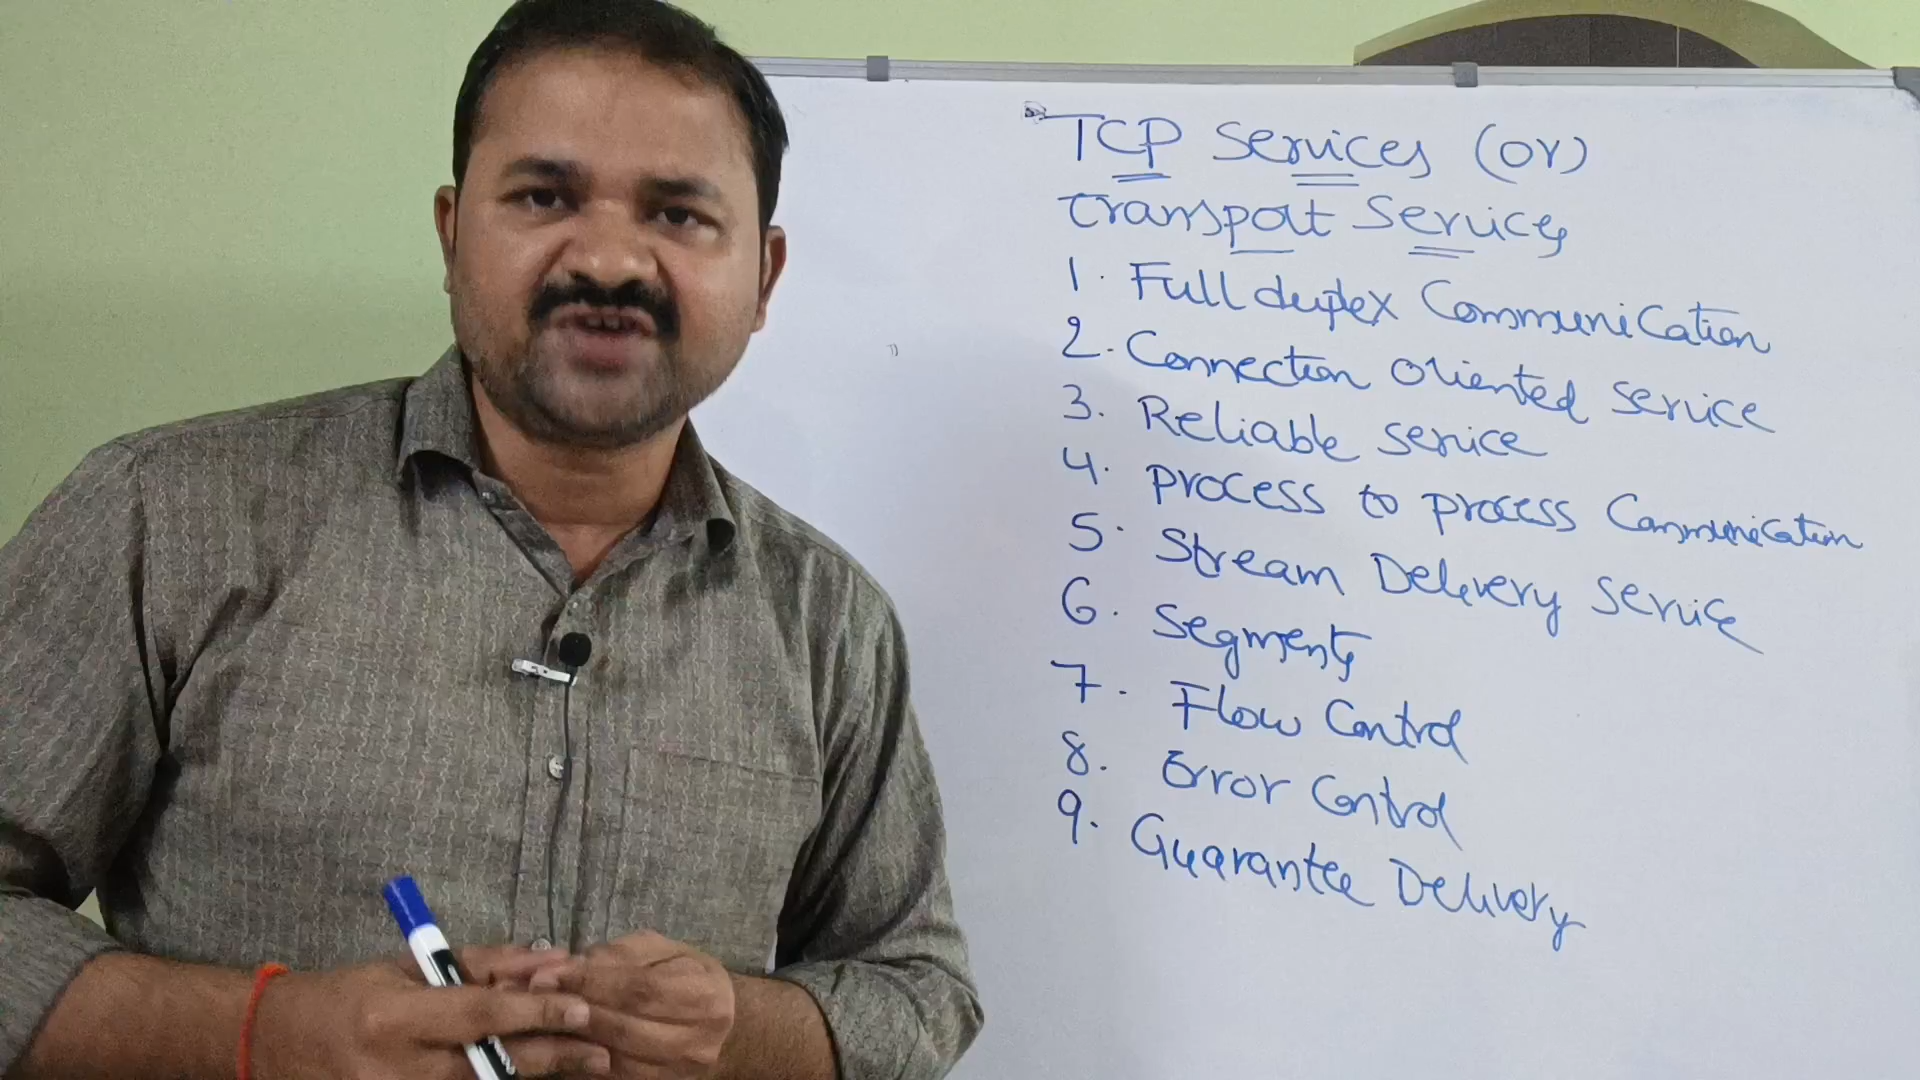 TCP Services (or)
transport Services
1. Full duplex Communication
2. Connection oriented service
3. Reliable service
4. process to process Communication
5. Stream Delivery service
6. Segments
7. Flow Control
8. Error Control
9. Guarantee Delivery